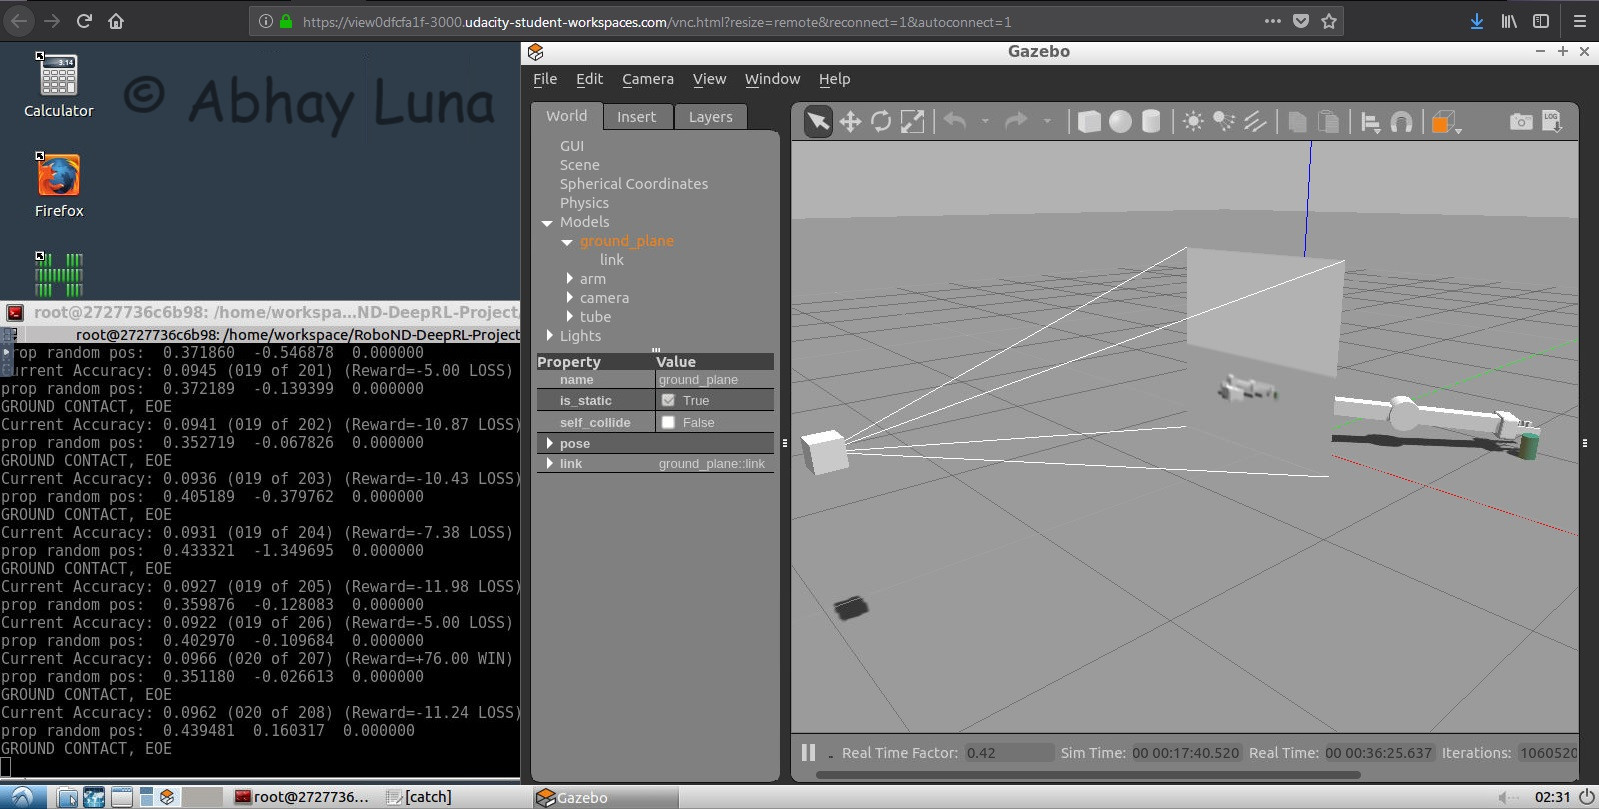 https://view0dfcfa1f-3000.udacity-student-workspaces.com/vnc.html?resize=remote&reconnect=1&autoconnect=1
3.14
Calculator
© Abhay Luna
Firefox
root@2727736c6b98: /home/workspa...ND-DeepRL-Project/
root@2727736c6b98: /home/workspace/RoboND-DeepRL-Project
prop random pos:  0.371860  -0.546878  0.000000
Current Accuracy: 0.0945 (019 of 201) (Reward=-5.00 LOSS)
prop random pos:  0.372189  -0.139399  0.000000
GROUND CONTACT, EOE
Current Accuracy: 0.0941 (019 of 202) (Reward=-10.87 LOSS)
prop random pos:  0.352719  -0.067826  0.000000
GROUND CONTACT, EOE
Current Accuracy: 0.0936 (019 of 203) (Reward=-10.43 LOSS)
prop random pos:  0.405189  -0.379762  0.000000
GROUND CONTACT, EOE
Current Accuracy: 0.0931 (019 of 204) (Reward=-7.38 LOSS)
prop random pos:  0.433321  -1.349695  0.000000
GROUND CONTACT, EOE
Current Accuracy: 0.0927 (019 of 205) (Reward=-11.98 LOSS)
prop random pos:  0.359876  -0.128083  0.000000
Current Accuracy: 0.0922 (019 of 206) (Reward=-5.00 LOSS)
prop random pos:  0.402970  -0.109684  0.000000
Current Accuracy: 0.0966 (020 of 207) (Reward=+76.00 WIN)
prop random pos:  0.351180  -0.026613  0.000000
GROUND CONTACT, EOE
Current Accuracy: 0.0962 (020 of 208) (Reward=-11.24 LOSS)
prop random pos:  0.439481  0.160317  0.000000
GROUND CONTACT, EOE
Gazebo
File Edit Camera View Window Help
World Insert Layers
GUI
Scene
Spherical Coordinates
Physics
Models
ground_plane
link
arm
camera
tube
Lights
Property Value
name ground_plane
is_static True
self_collide False
pose
link ground_plane::link
LOG
Real Time Factor: 0.42 Sim Time: 00 00:17:40.520 Real Time: 00 00:36:25.637 Iterations: 1060520
root@2727736... [catch] Gazebo 02:31